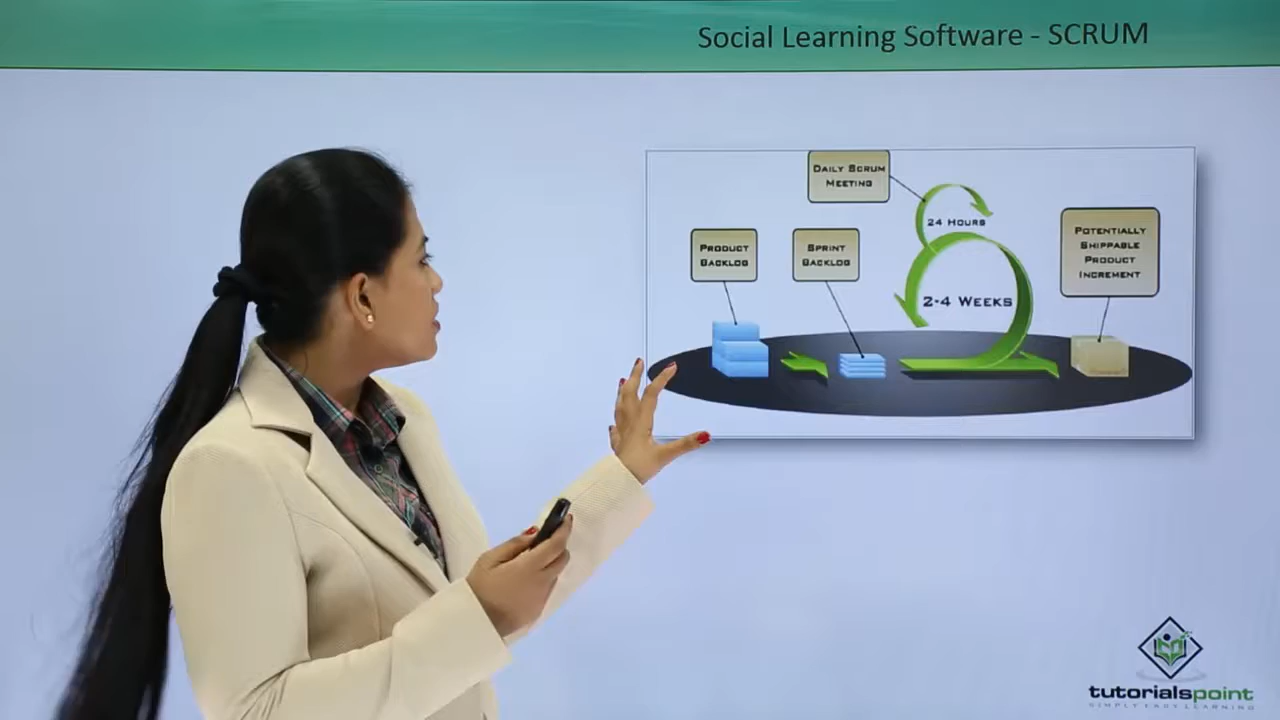 Social Learning Software - SCRUM
DAILY SCRUM
MEETING
24 HOURS
PRODUCT
BACKLOG
SPRINT
BACKLOG
POTENTIALLY
SHIPPABLE
PRODUCT
INCREMENT
2-4 WEEKS
tutorialspoint
SIMPLY EASY LEARNING